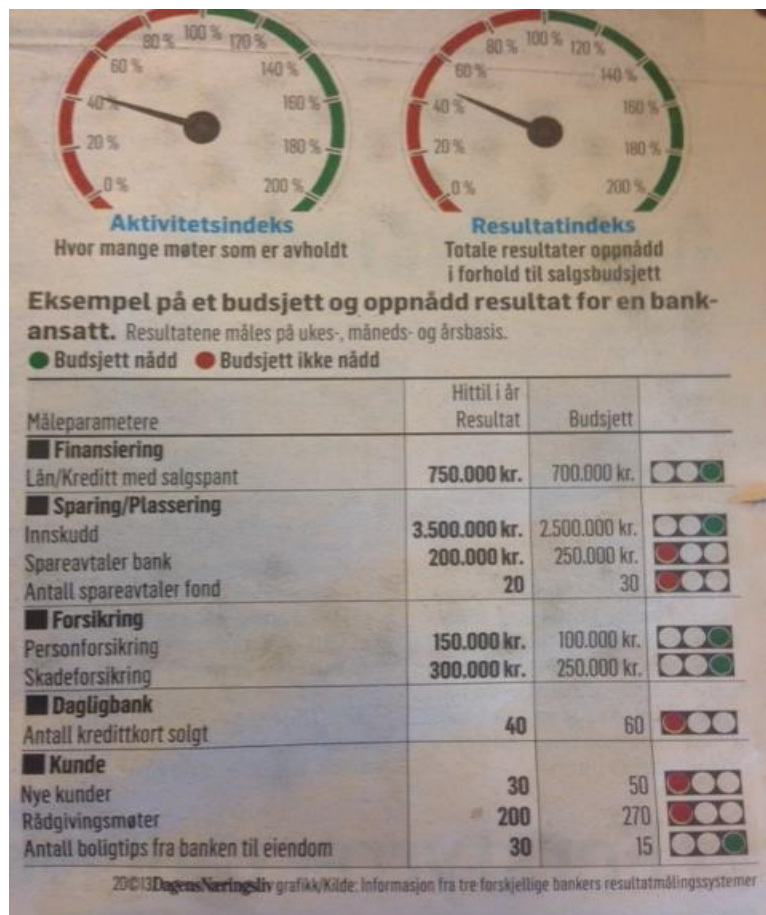 80 % 100 % 120 %
60 % 140 %
40% 160 %
20 % 180 %
0 % 200 %
Aktivitetsindeks
Hvor mange møter som er avholdt
80 % 100 % 120 %
60 % 140 %
40 % 160 %
20 % 180 %
0 % 200 %
Resultatindeks
Totale resultater oppnådd
i forhold til salgsbudsjett
Eksempel på et budsjett og oppnådd resultat for en bank-
ansatt. Resultatene måles på ukes-, måneds- og årsbasis.
Budsjett nådd Budsjett ikke nådd
Hittil i år
Måleparametere Resultat Budsjett
Finansiering
Lån/Kreditt med salgspant 750.000 kr. 700.000 kr.
Sparing/Plassering
Innskudd 3.500.000 kr. 2.500.000 kr.
Spareavtaler bank 200.000 kr. 250.000 kr.
Antall spareavtaler fond 20 30
Forsikring
Personforsikring 150.000 kr. 100.000 kr.
Skadeforsikring 300.000 kr. 250.000 kr.
Dagligbank
Antall kredittkort solgt 40 60
Kunde
Nye kunder 30 50
Rådgivingsmøter 200 270
Antall boligtips fra banken til eiendom 30 15
20©13 Dagens Næringsliv grafikk/Kilde: Informasjon fra tre forskjellige bankers resultatmålingssystemer